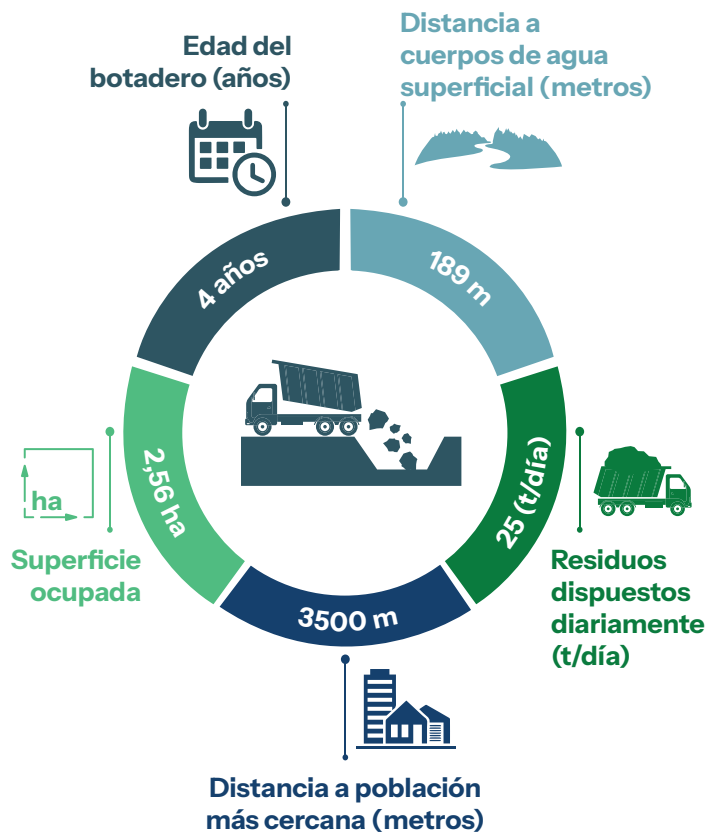 Edad del
botadero (años)
Distancia a
cuerpos de agua
superficial (metros)
4 años
189 m
2,56 ha
25 (t/día)
3500 m
ha
Superficie
ocupada
Residuos
dispuestos
diariamente
(t/día)
Distancia a población
más cercana (metros)